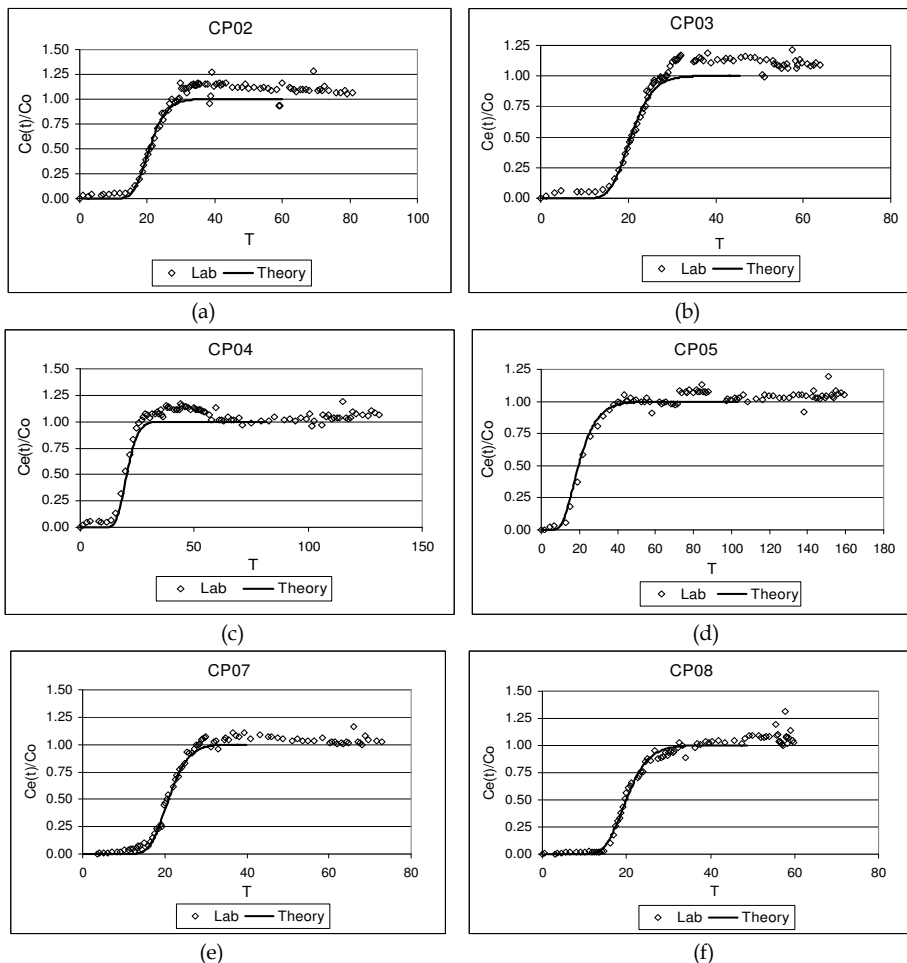 CP02
1.50
1.25
1.00
0.75
0.50
0.25
0.00
Ce(t)/Co
0 20 40 60 80 100
T
Lab Theory
(a)
CP03
1.25
1.00
0.75
0.50
0.25
0.00
Ce(t)/Co
0 20 40 60 80
T
Lab Theory
(b)
CP04
1.50
1.25
1.00
0.75
0.50
0.25
0.00
Ce(t)/Co
0 50 100 150
T
Lab Theory
(c)
CP05
1.25
1.00
0.75
0.50
0.25
0.00
Ce(t)/Co
0 20 40 60 80 100 120 140 160 180
T
Lab Theory
(d)
CP07
1.50
1.25
1.00
0.75
0.50
0.25
0.00
Ce(t)/Co
0 20 40 60 80
T
Lab Theory
(e)
CP08
1.50
1.25
1.00
0.75
0.50
0.25
0.00
Ce(t)/Co
0 20 40 60 80
T
Lab Theory
(f)